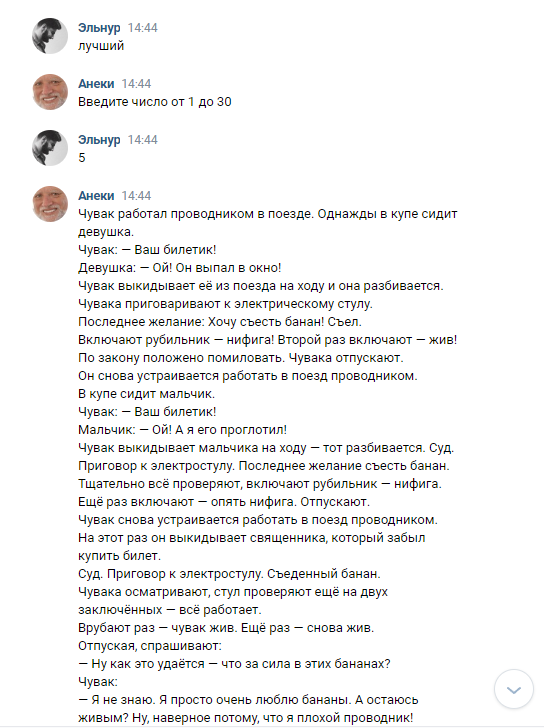 Эльнур 14:44
лучший
Анеки 14:44
Введите число от 1 до 30
Эльнур 14:44
5
Анеки 14:44
Чувак работал проводником в поезде. Однажды в купе сидит
девушка.
Чувак: — Ваш билетик!
Девушка: — Ой! Он выпал в окно!
Чувак выкидывает её из поезда на ходу и она разбивается.
Чувака приговаривают к электрическому стулу.
Последнее желание: Хочу съесть банан! Съел.
Включают рубильник — нифига! Второй раз включают — жив!
По закону положено помиловать. Чувака отпускают.
Он снова устраивается работать в поезд проводником.
В купе сидит мальчик.
Чувак: — Ваш билетик!
Мальчик: — Ой! А я его проглотил!
Чувак выкидывает мальчика на ходу — тот разбивается. Суд.
Приговор к электростулу. Последнее желание съесть банан.
Тщательно всё проверяют, включают рубильник — нифига.
Ещё раз включают — опять нифига. Отпускают.
Чувак снова устраивается работать в поезд проводником.
На этот раз он выкидывает священника, который забыл
купить билет.
Суд. Приговор к электростулу. Съеденный банан.
Чувака осматривают, стул проверяют ещё на двух
заключённых — всё работает.
Врубают раз — чувак жив. Ещё раз — снова жив.
Отпуская, спрашивают:
— Ну как это удаётся — что за сила в этих бананах?
Чувак:
— Я не знаю. Я просто очень люблю бананы. А остаюсь
живым? Ну, наверное потому, что я плохой проводник!